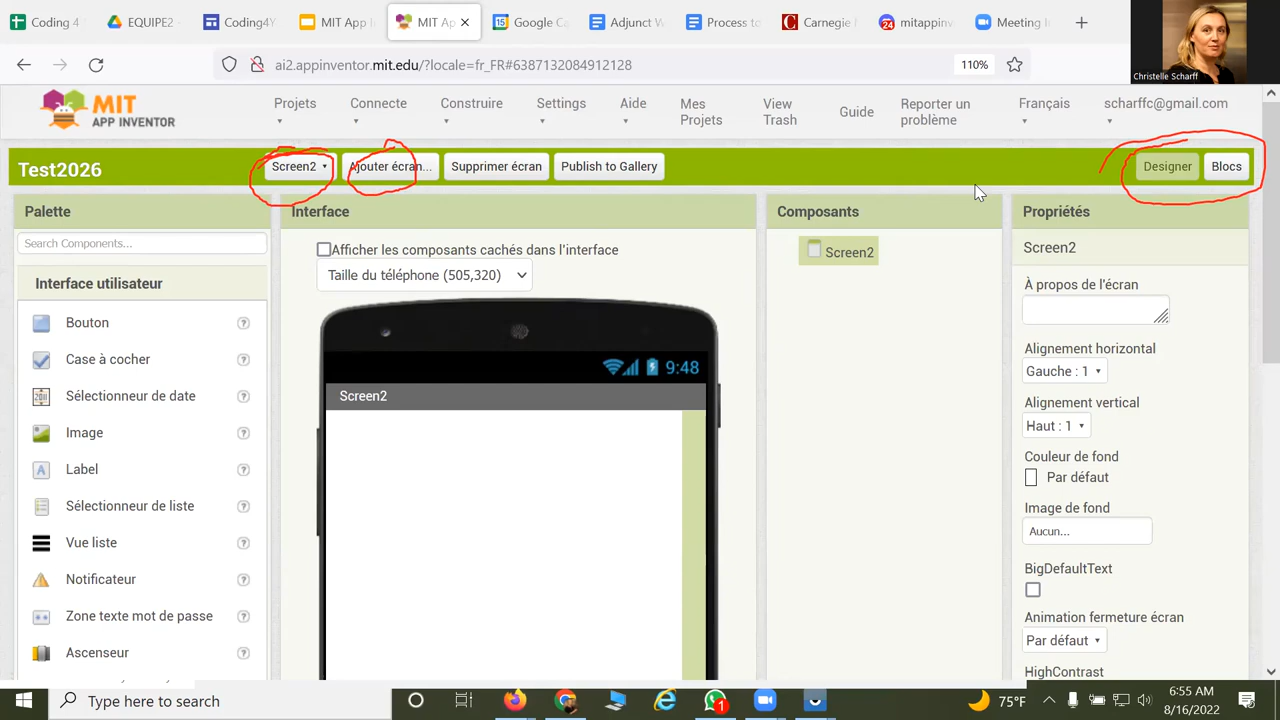 Coding 4
EQUIPE2
Coding4Y
MIT App I
MIT Ap
Google Ca
Adjunct W
Process to
Carnegie
24
mitappinv
Meeting I
ai2.appinventor.mit.edu/?locale=fr_FR#6387132084912128
110%
Christelle Scharff
MIT
APP INVENTOR
Projets
Connecte
Construire
Settings
Aide
Mes Projets
View Trash
Guide
Reporter un problème
Français
scharffc@gmail.com
Test2026
Screen2
Ajouter écran...
Supprimer écran
Publish to Gallery
Designer
Blocs
Palette
Search Components...
Interface utilisateur
Bouton
Case à cocher
Sélectionneur de date
Image
Label
Sélectionneur de liste
Vue liste
Notificateur
Zone texte mot de passe
Ascenseur
Interface
Afficher les composants cachés dans l'interface
Taille du téléphone (505,320)
9:48
Screen2
Composants
Screen2
Propriétés
Screen2
À propos de l'écran
Alignement horizontal
Gauche : 1
Alignement vertical
Haut : 1
Couleur de fond
Par défaut
Image de fond
Aucun...
BigDefaultText
Animation fermeture écran
Par défaut
HighContrast
Type here to search
1
75°F
6:55 AM
8/16/2022